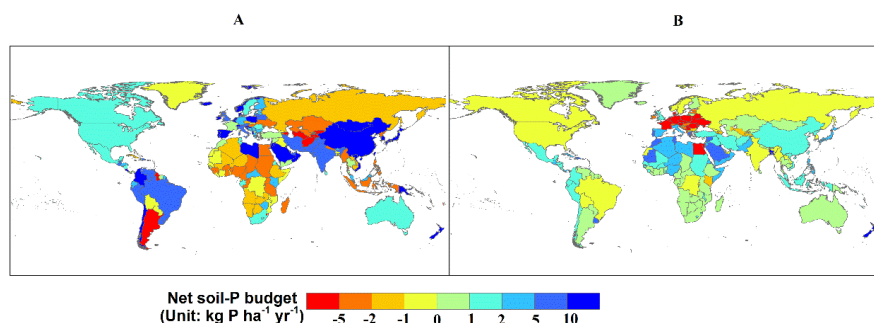 A B
Net soil-P budget
(Unit: kg P ha⁻¹ yr⁻¹) -5 -2 -1 0 1 2 5 10